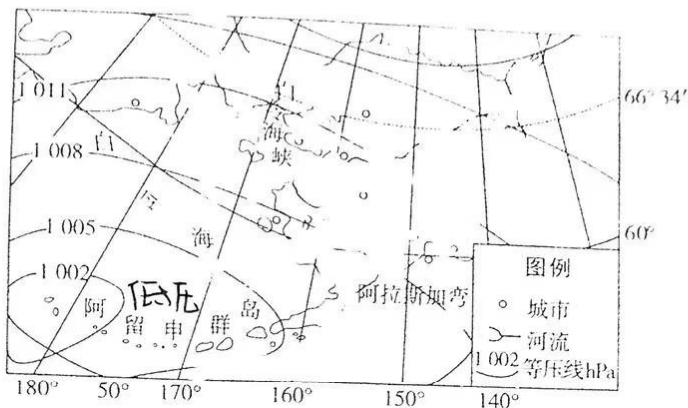 1 011
66° 34′
白
海
峡
1 008
白
令
海
1 005
60°
1 002
阿
低压
留
申
群
岛
阿拉斯加弯
图例
城市
河流
1 002 等压线hPa
180° 50° 170° 160° 150° 140°